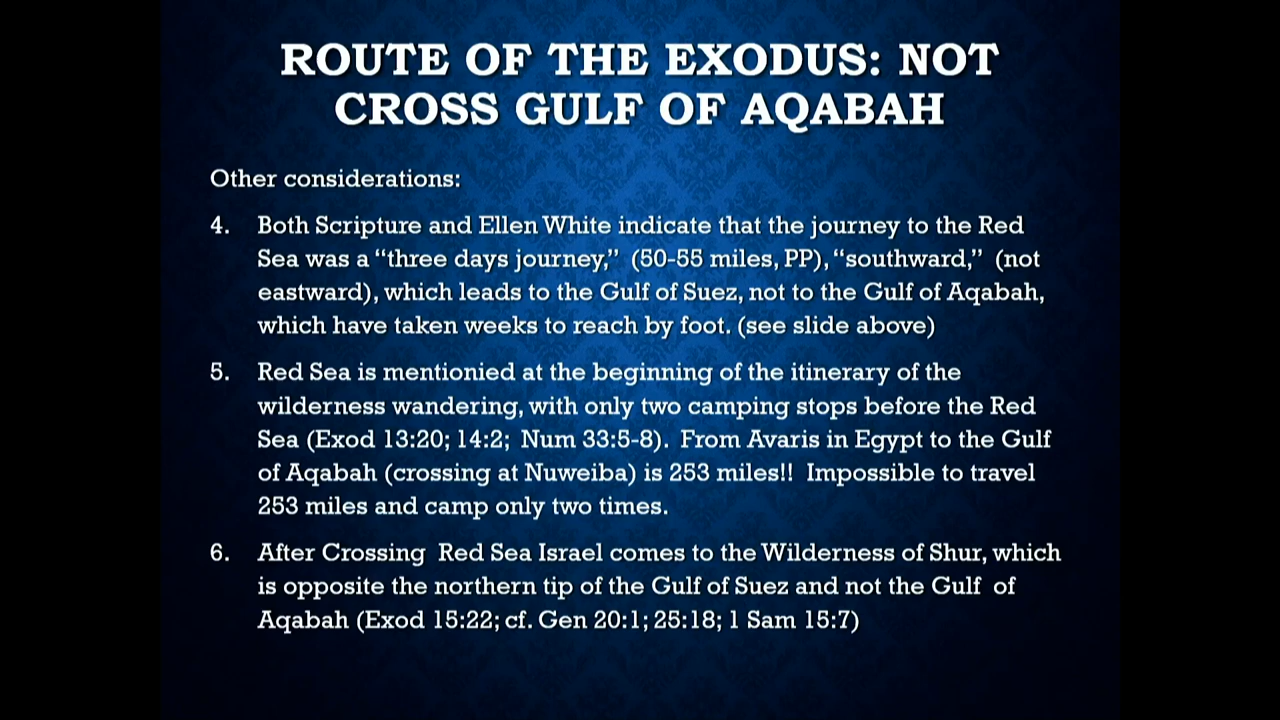 ROUTE OF THE EXODUS: NOT
CROSS GULF OF AQABAH
Other considerations:
4. Both Scripture and Ellen White indicate that the journey to the Red
Sea was a “three days journey,” (50-55 miles, PP), “southward,” (not
eastward), which leads to the Gulf of Suez, not to the Gulf of Aqabah,
which have taken weeks to reach by foot. (see slide above)
5. Red Sea is mentionied at the beginning of the itinerary of the
wilderness wandering, with only two camping stops before the Red
Sea (Exod 13:20; 14:2; Num 33:5-8). From Avaris in Egypt to the Gulf
of Aqabah (crossing at Nuweiba) is 253 miles!! Impossible to travel
253 miles and camp only two times.
6. After Crossing Red Sea Israel comes to the Wilderness of Shur, which
is opposite the northern tip of the Gulf of Suez and not the Gulf of
Aqabah (Exod 15:22; cf. Gen 20:1; 25:18; 1 Sam 15:7)